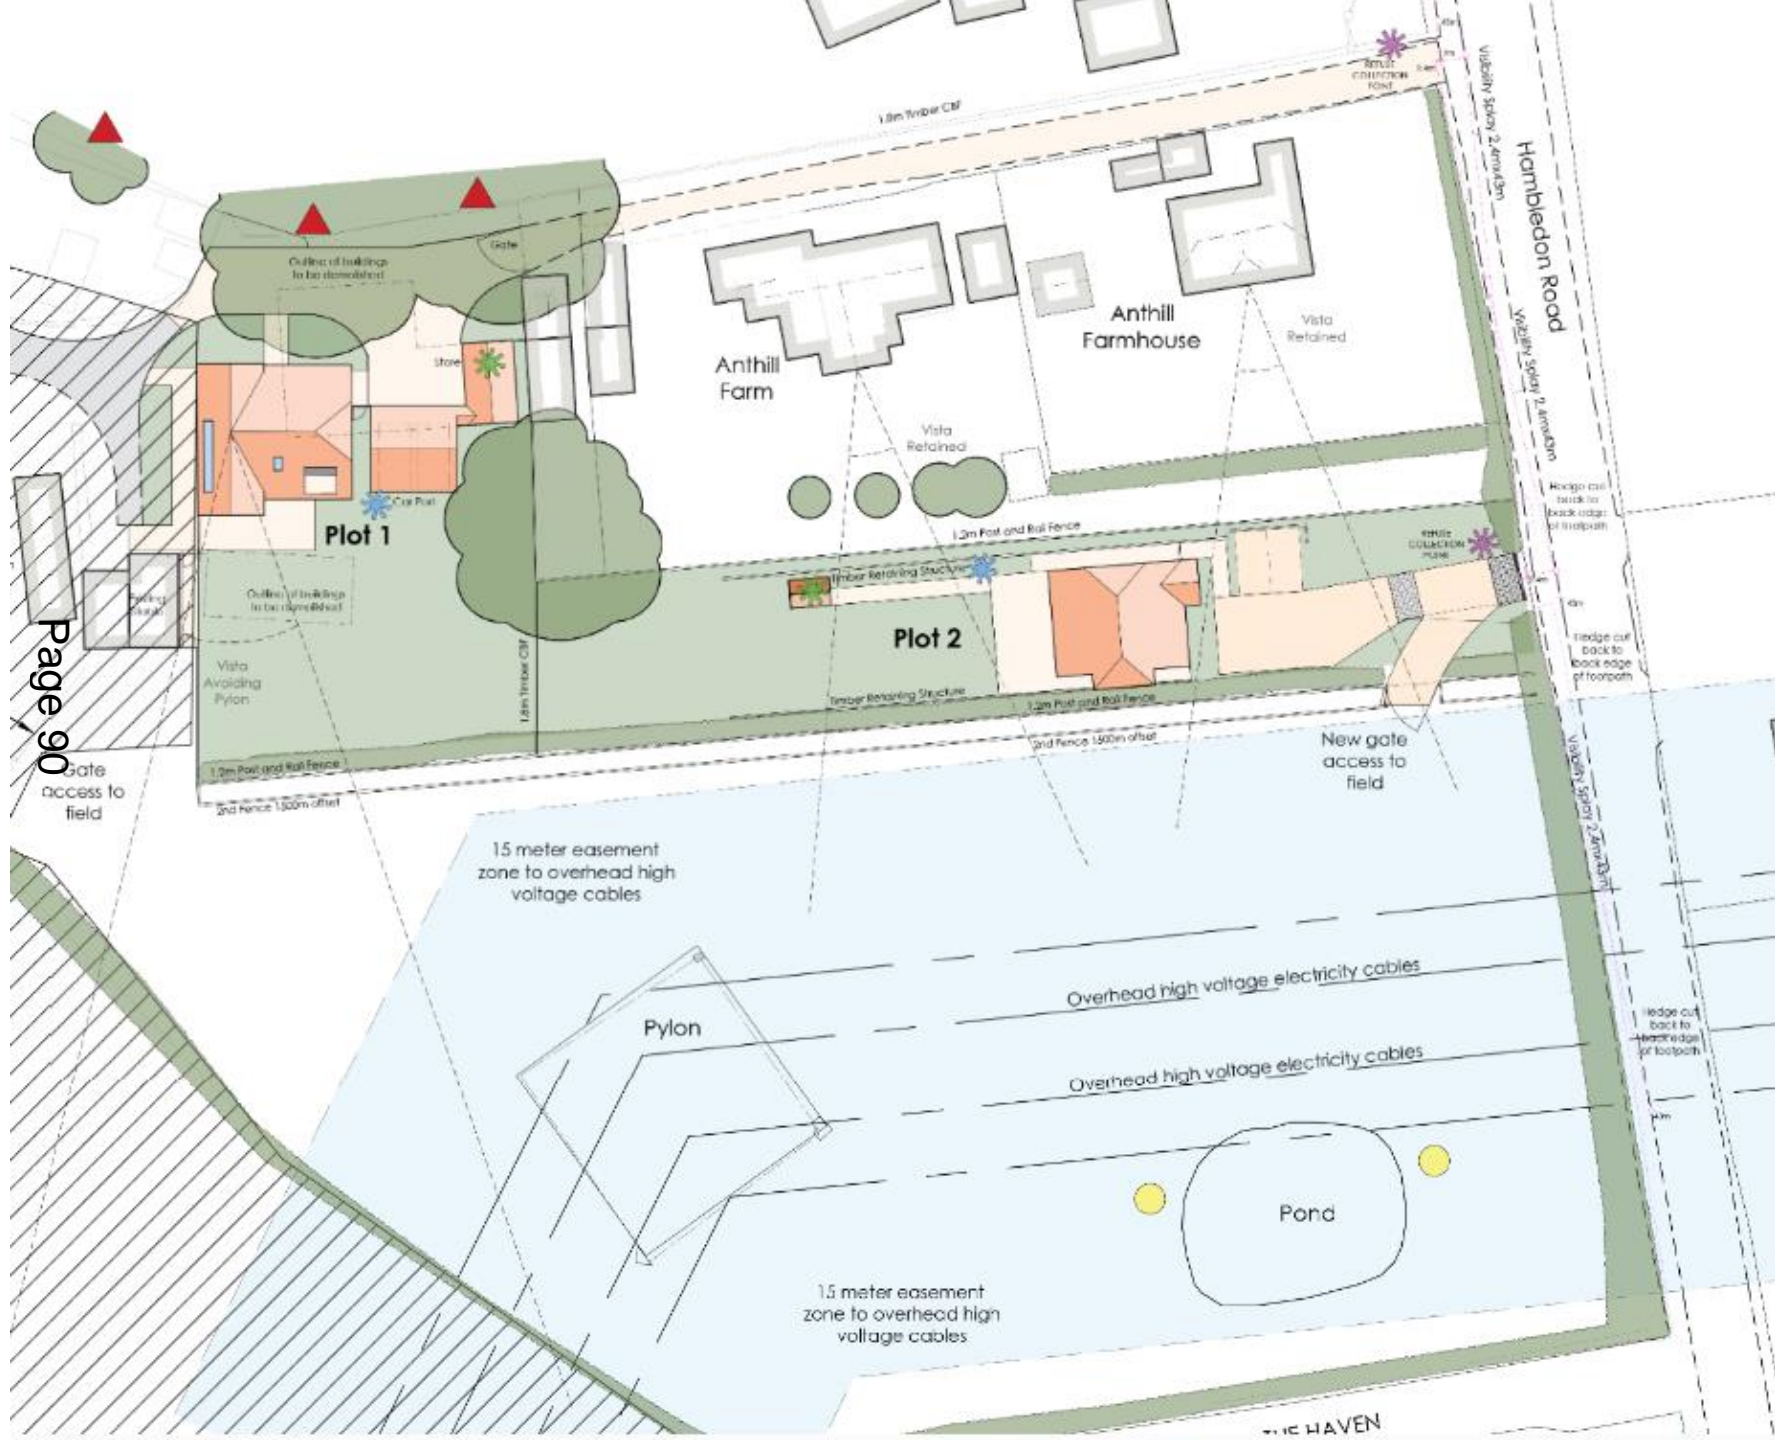 REFUSE
COLLECTION
POINT
Visibility Splay 2.4mx43m
1.8m Timber CBF
Hambledon Road
Gate
Outline of buildings
to be demolished
Anthill
Farmhouse
Vista
Retained
Visibility Splay 2.4mx43m
Store
Anthill
Farm
Vista
Retained
Car Port
Plot 1
Hedge cut
back to
back edge
of footpath
1.2m Post and Rail Fence
REFUSE
COLLECTION
POINT
Timber Retaining Structure
Outline of buildings
to be demolished
Plot 2
Hedge cut
back to
back edge
of footpath
Page 90
Vista
Avoiding
Pylon
1.8m Timber CBF
Timber Retaining Structure
1.2m Post and Rail Fence
2nd Fence 1500m offset
New gate
access to
field
Gate
access to
field
1.2m Post and Rail Fence
2nd Fence 1500m offset
Visibility Splay 2.4mx43m
15 meter easement
zone to overhead high
voltage cables
Overhead high voltage electricity cables
Pylon
Hedge cut
back to
back edge
of footpath
Overhead high voltage electricity cables
Pond
15 meter easement
zone to overhead high
voltage cables
THE HAVEN